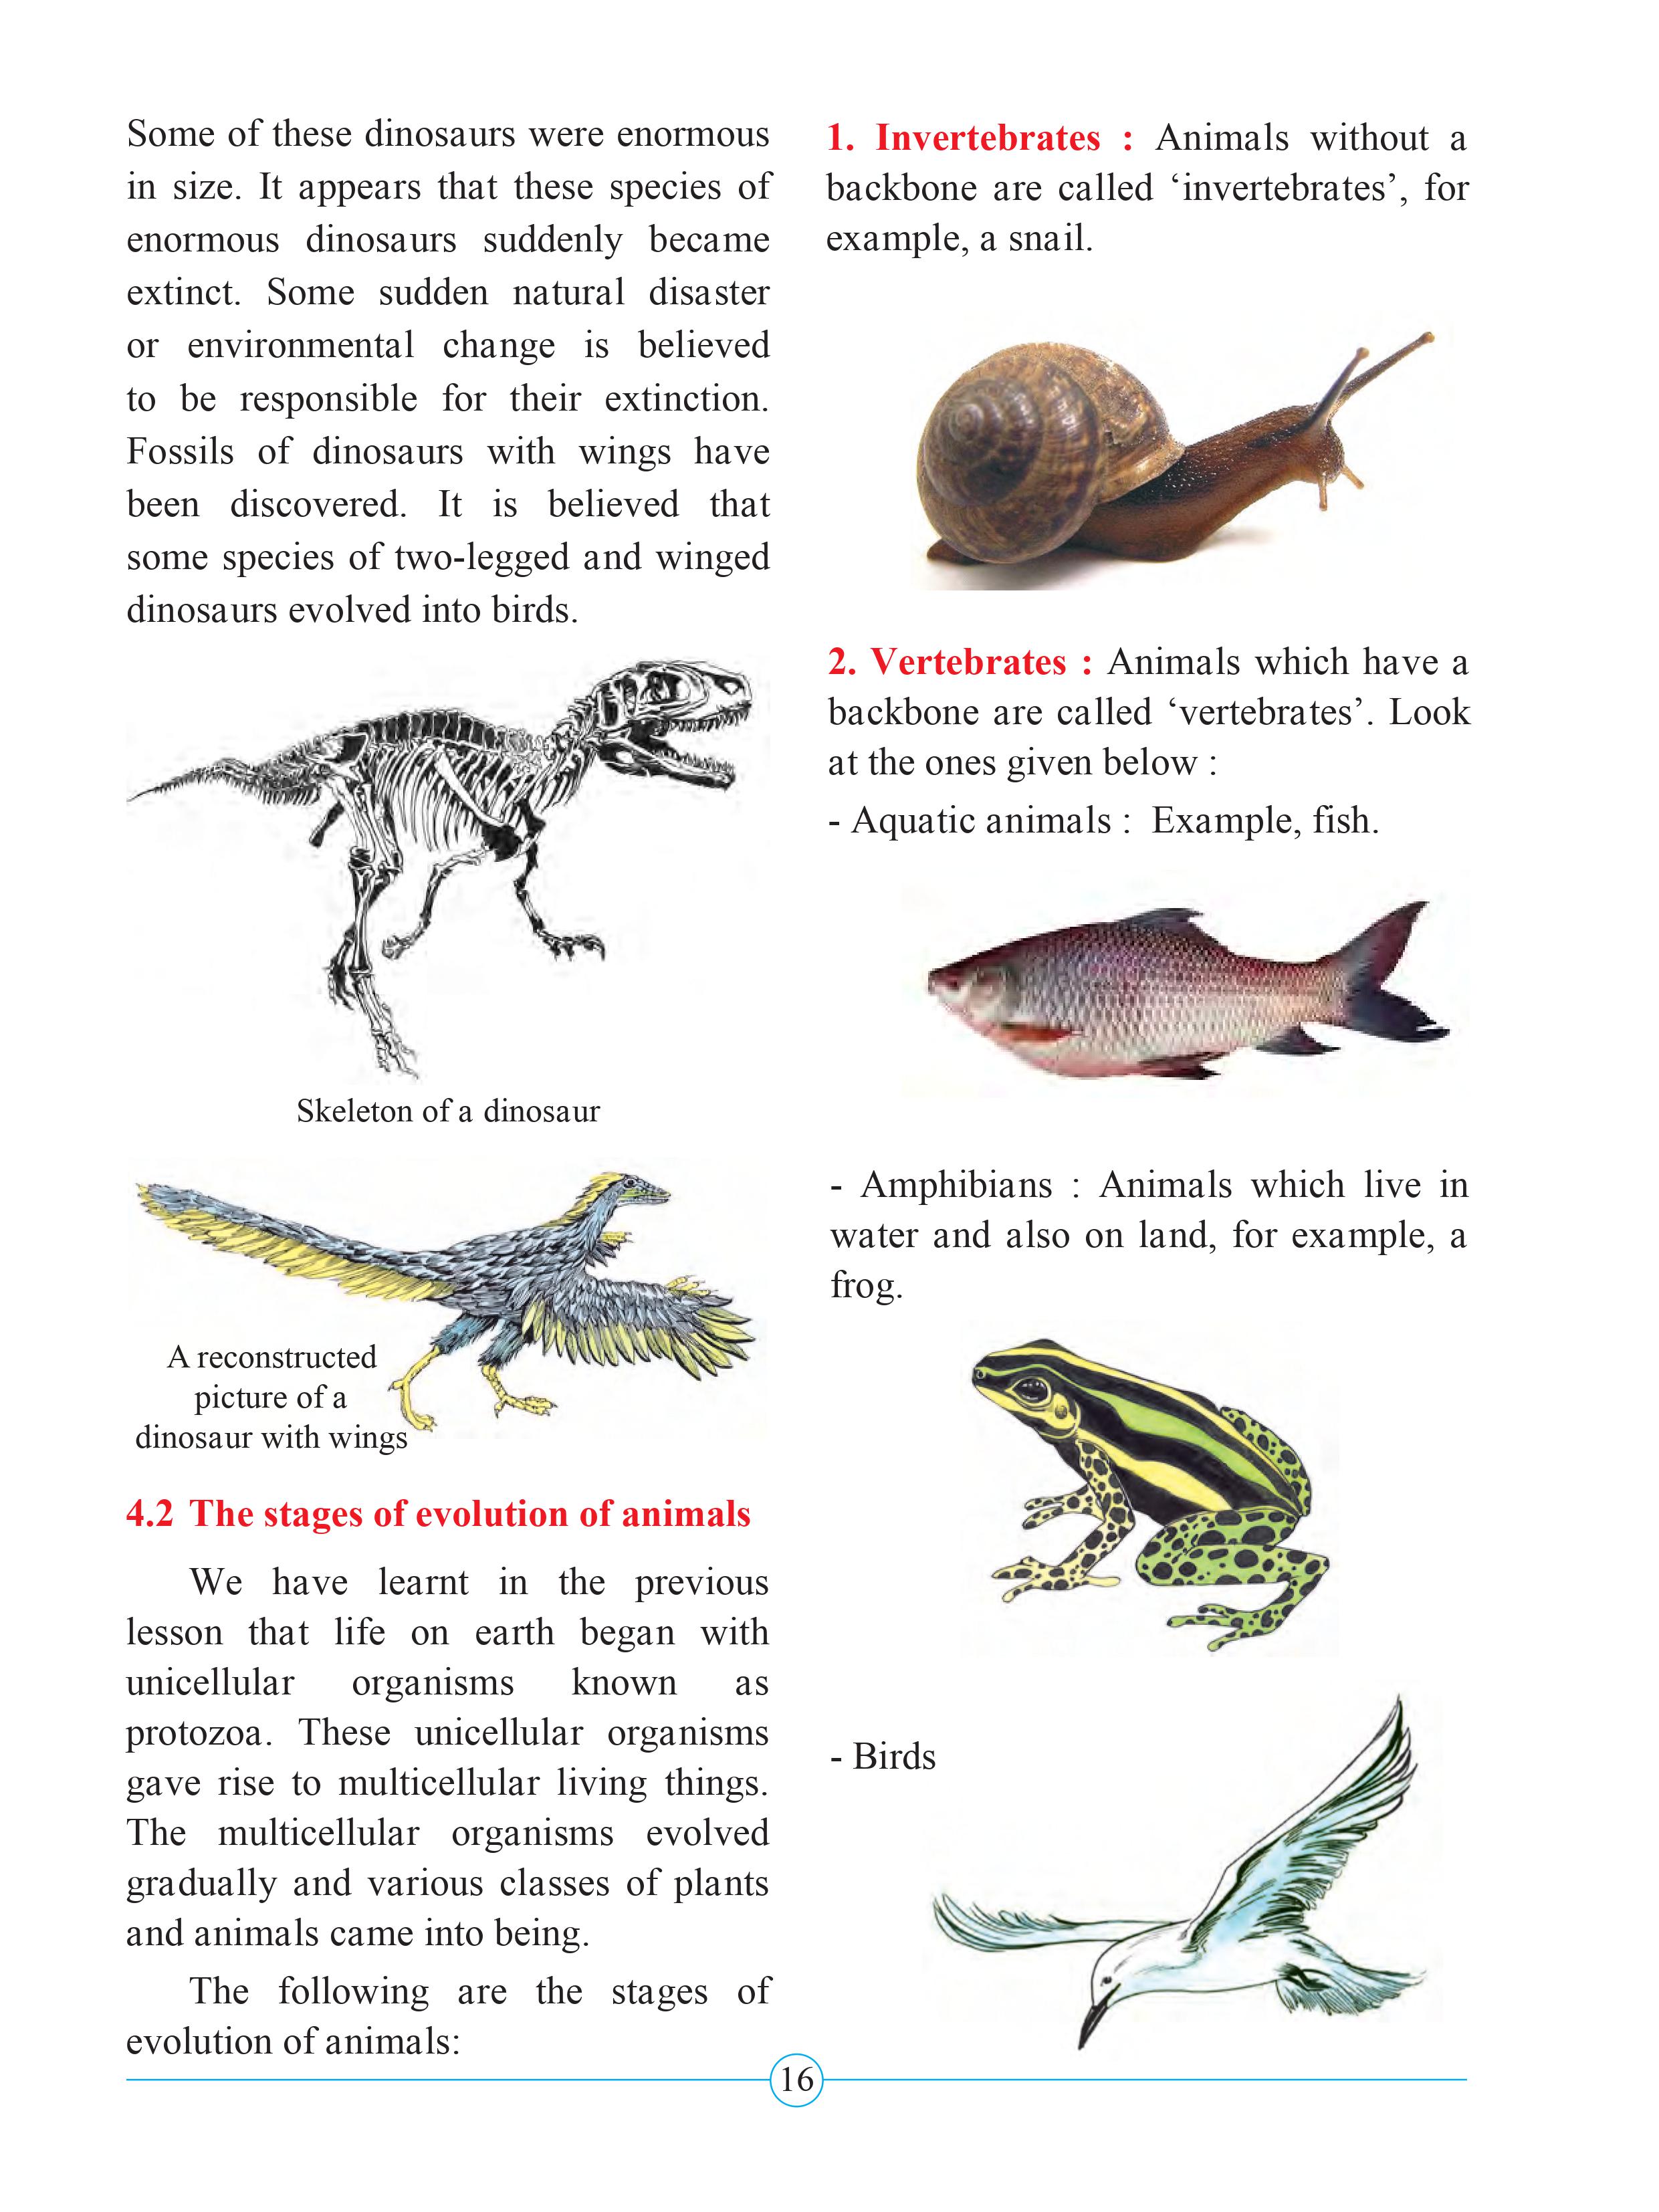 Some of these dinosaurs were enormous
in size. It appears that these species of
enormous dinosaurs suddenly became
extinct. Some sudden natural disaster
or environmental change is believed
to be responsible for their extinction.
Fossils of dinosaurs with wings have
been discovered. It is believed that
some species of two-legged and winged
dinosaurs evolved into birds.
Skeleton of a dinosaur
A reconstructed
picture of a
dinosaur with wings
4.2 The stages of evolution of animals
We have learnt in the previous
lesson that life on earth began with
unicellular organisms known as
protozoa. These unicellular organisms
gave rise to multicellular living things.
The multicellular organisms evolved
gradually and various classes of plants
and animals came into being.
The following are the stages of
evolution of animals:
1. Invertebrates : Animals without a
backbone are called ‘invertebrates’, for
example, a snail.
2. Vertebrates : Animals which have a
backbone are called ‘vertebrates’. Look
at the ones given below :
- Aquatic animals : Example, fish.
- Amphibians : Animals which live in
water and also on land, for example, a
frog.
- Birds
16